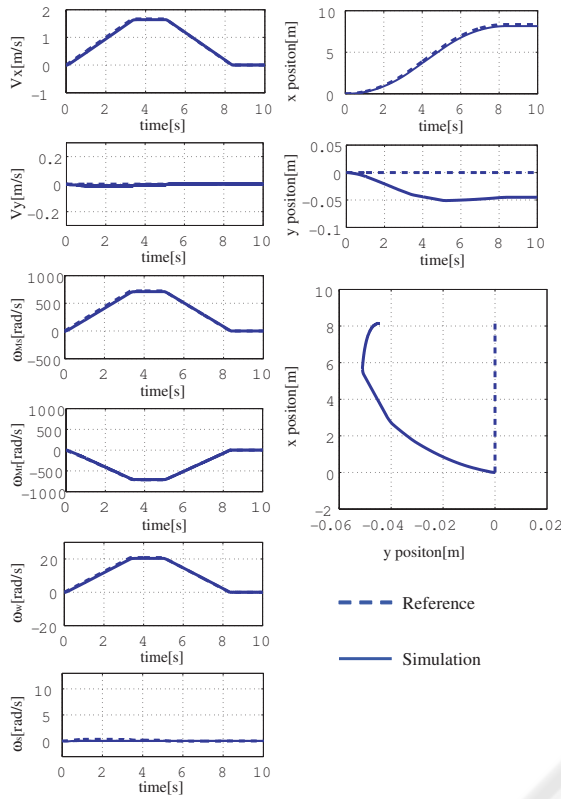 Vx[m/s]
2
1
0
-1
0 2 4 6 8 10
time[s]
Vy[m/s]
0.2
0
-0.2
0 2 4 6 8 10
time[s]
ωMS[rad/s]
1000
500
0
-500
0 2 4 6 8 10
time[s]
1000
500
0
-500
-1000
0 2 4 6 8 10
time[s]
ωW[rad/s]
20
0
-20
0 2 4 6 8 10
time[s]
ωs[rad/s]
10
5
0
0 2 4 6 8 10
time[s]
x positon[m]
10
5
0
0 2 4 6 8 10
time[s]
y positon[m]
0.05
0
-0.05
-0.1
0 2 4 6 8 10
time[s]
x positon[m]
10
8
6
4
2
0
-2
-0.06 -0.04 -0.02 0 0.02
y positon[m]
Reference
Simulation